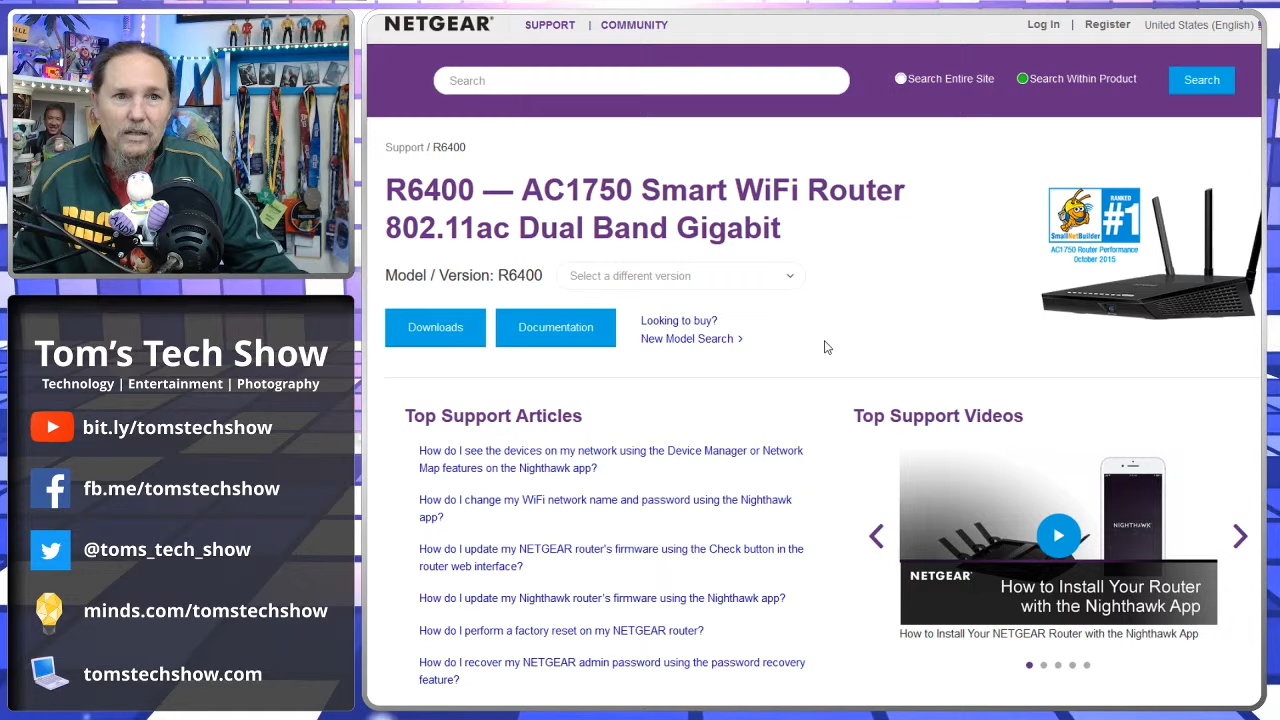 Tom's Tech Show
Technology | Entertainment | Photography
bit.ly/tomstechshow
fb.me/tomstechshow
@toms_tech_show
minds.com/tomstechshow
tomstechshow.com
NETGEAR
SUPPORT | COMMUNITY
Log In | Register
United States (English)
Search
Search Entire Site
Search Within Product
Search
Support / R6400
R6400 — AC1750 Smart WiFi Router
802.11ac Dual Band Gigabit
Model / Version: R6400
Select a different version
Downloads
Documentation
Looking to buy?
New Model Search >
SmallNetBuilder
RANKED
#1
AC1750 Router Performance
October 2015
Top Support Articles
How do I see the devices on my network using the Device Manager or Network
Map features on the Nighthawk app?
How do I change my WiFi network name and password using the Nighthawk
app?
How do I update my NETGEAR router's firmware using the Check button in the
router web interface?
How do I update my Nighthawk router's firmware using the Nighthawk app?
How do I perform a factory reset on my NETGEAR router?
How do I recover my NETGEAR admin password using the password recovery
feature?
Top Support Videos
NIGHTHAWK
NETGEAR
How to Install Your Router
with the Nighthawk App
How to Install Your NETGEAR Router with the Nighthawk App